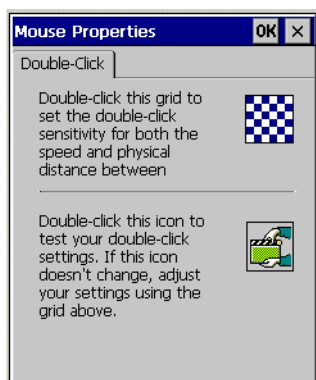 Mouse Properties OK ×
Double-Click
Double-click this grid to
set the double-click
sensitivity for both the
speed and physical
distance between
Double-click this icon to
test your double-click
settings. If this icon
doesn't change, adjust
your settings using the
grid above.